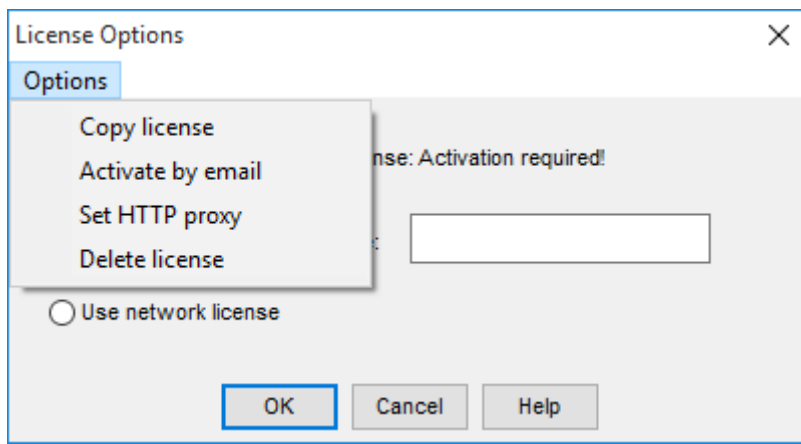 License Options
Options
Copy license
Activate by email
nse: Activation required!
Set HTTP proxy
:
Delete license
Use network license
OK Cancel Help